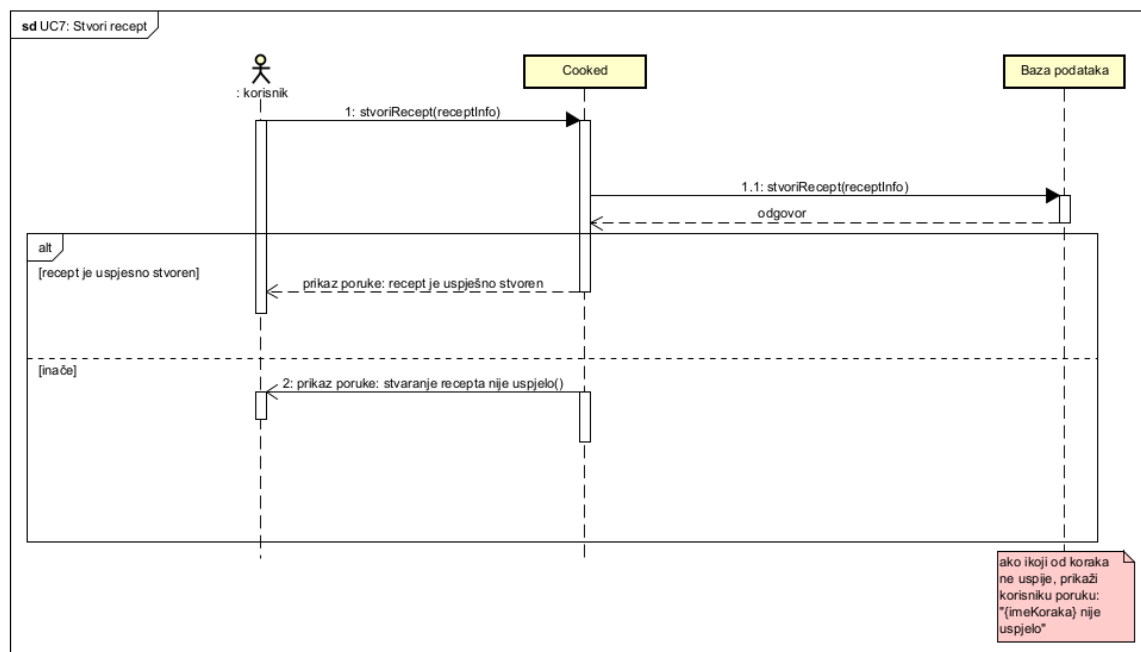 sd UC7: Stvori recept
: korisnik
Cooked
Baza podataka
1: stvoriRecept(receptInfo)
1.1: stvoriRecept(receptInfo)
odgovor
alt
[recept je uspjesno stvoren]
prikaz poruke: recept je uspješno stvoren
[inače]
2: prikaz poruke: stvaranje recepta nije uspjelo()
ako ikoji od koraka
ne uspije, prikaži
korisniku poruku:
"{imeKoraka} nije
uspjelo"